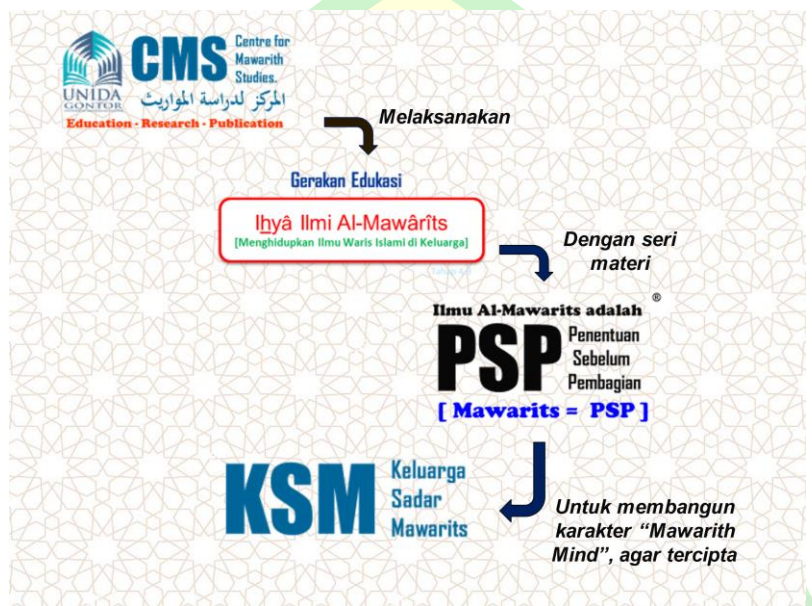 CMS
Centre for
Mawarith
Studies.
UNIDA
GONTOR
المركز لدراسة المواريث
Education - Research - Publication
Melaksanakan
Gerakan Edukasi
Ihyâ Ilmi Al-Mawârîts
[Menghidupkan Ilmu Waris Islami di Keluarga]
Dengan seri
materi
Ilmu Al-Mawarits adalah ®
PSP
Penentuan
Sebelum
Pembagian
[ Mawarits = PSP ]
KSM
Keluarga
Sadar
Mawarits
Untuk membangun
karakter “Mawarith
Mind”, agar tercipta